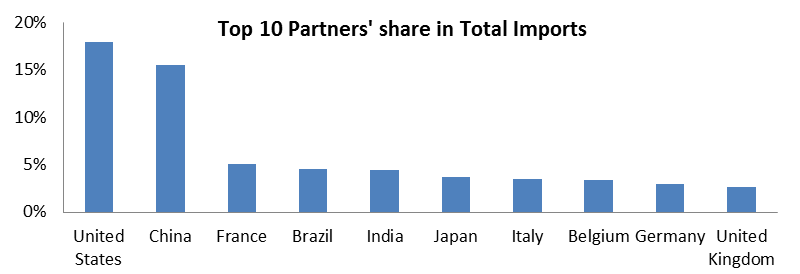 Top 10 Partners' share in Total Imports
20%
15%
10%
5%
0%
United States
China
France
Brazil
India
Japan
Italy
Belgium
Germany
United Kingdom